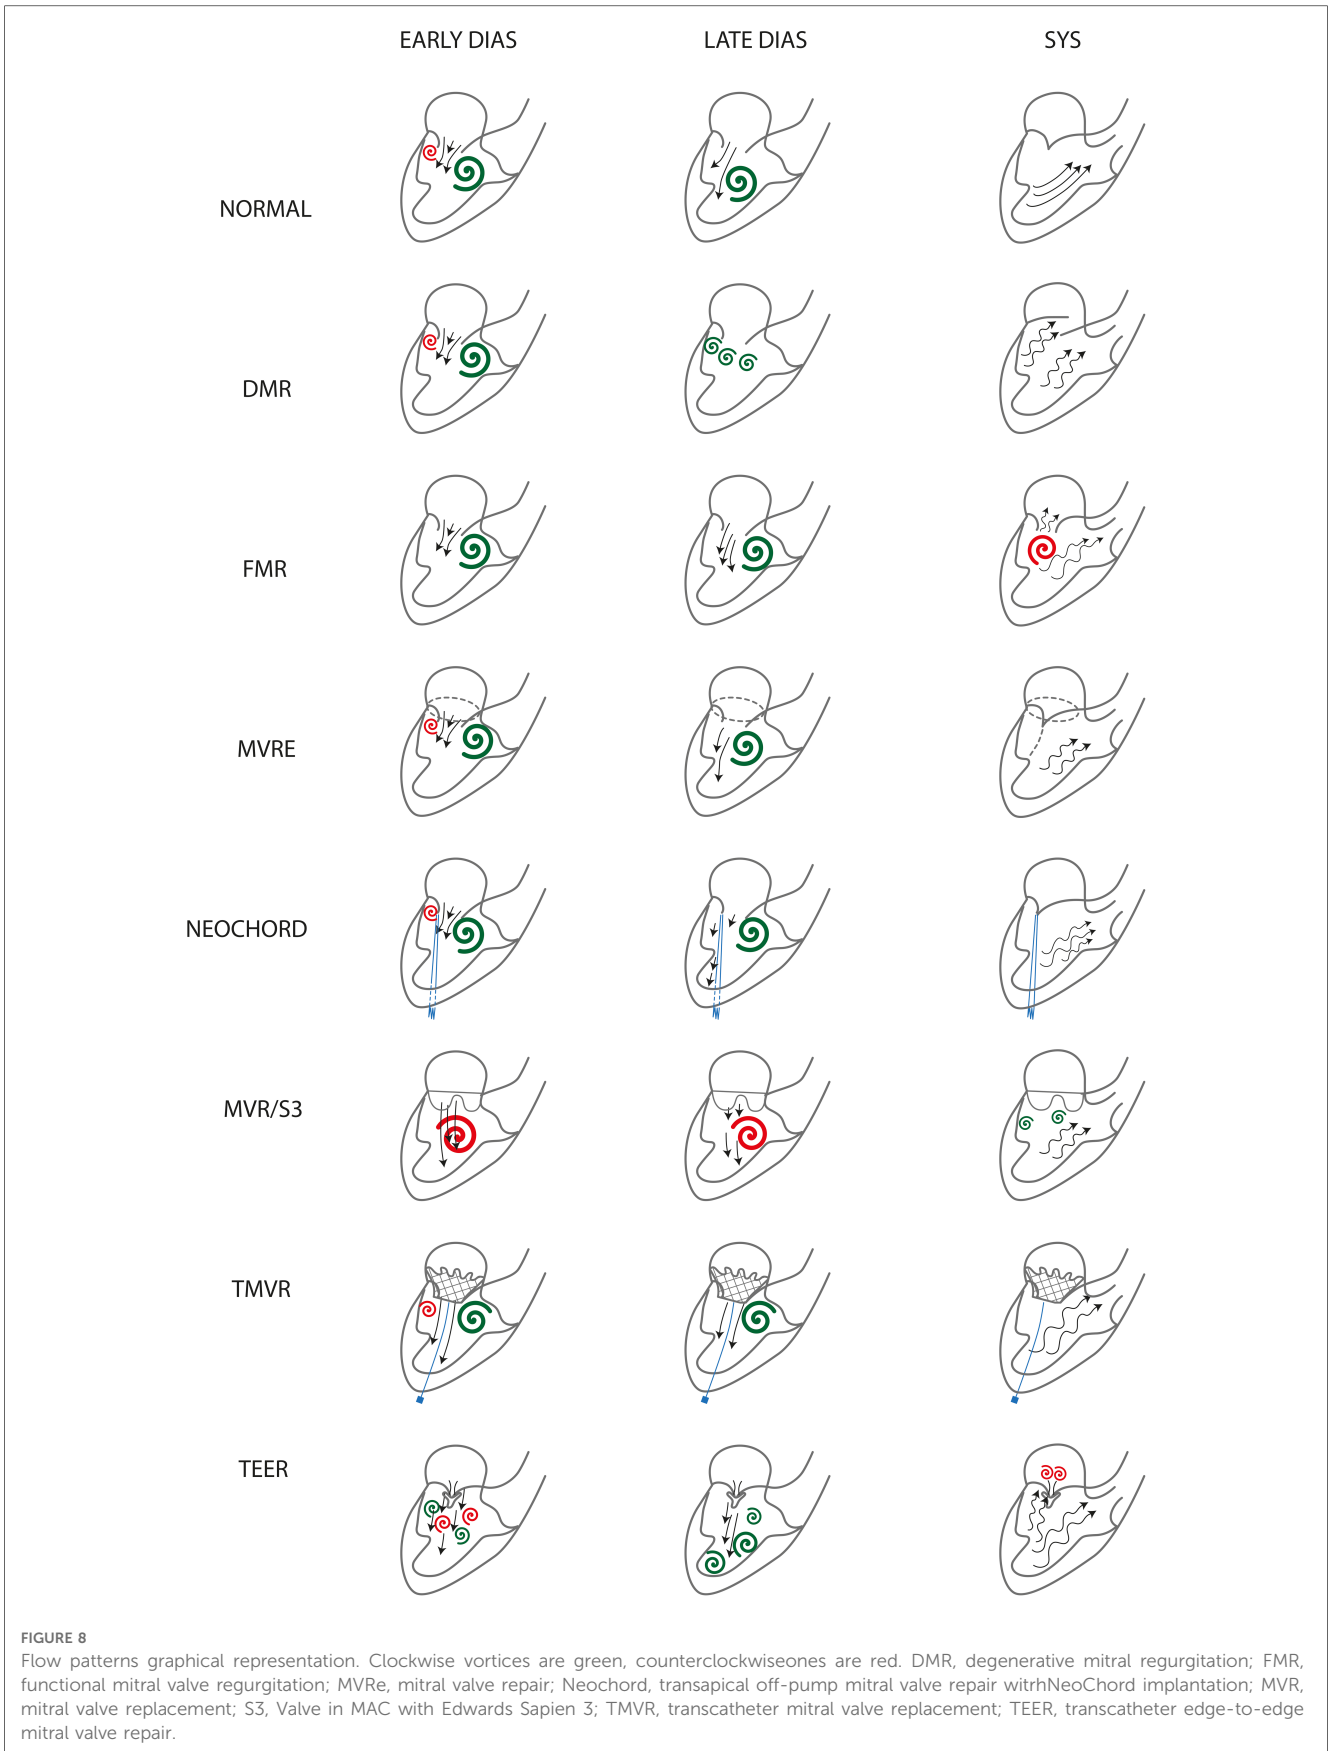 EARLY DIAS LATE DIAS SYS
NORMAL
DMR
FMR
MVRE
NEOCHORD
MVR/S3
TMVR
TEER
FIGURE 8
Flow patterns graphical representation. Clockwise vortices are green, counterclockwiseones are red. DMR, degenerative mitral regurgitation; FMR,
functional mitral valve regurgitation; MVRe, mitral valve repair; Neochord, transapical off-pump mitral valve repair witrhNeoChord implantation; MVR,
mitral valve replacement; S3, Valve in MAC with Edwards Sapien 3; TMVR, transcatheter mitral valve replacement; TEER, transcatheter edge-to-edge
mitral valve repair.